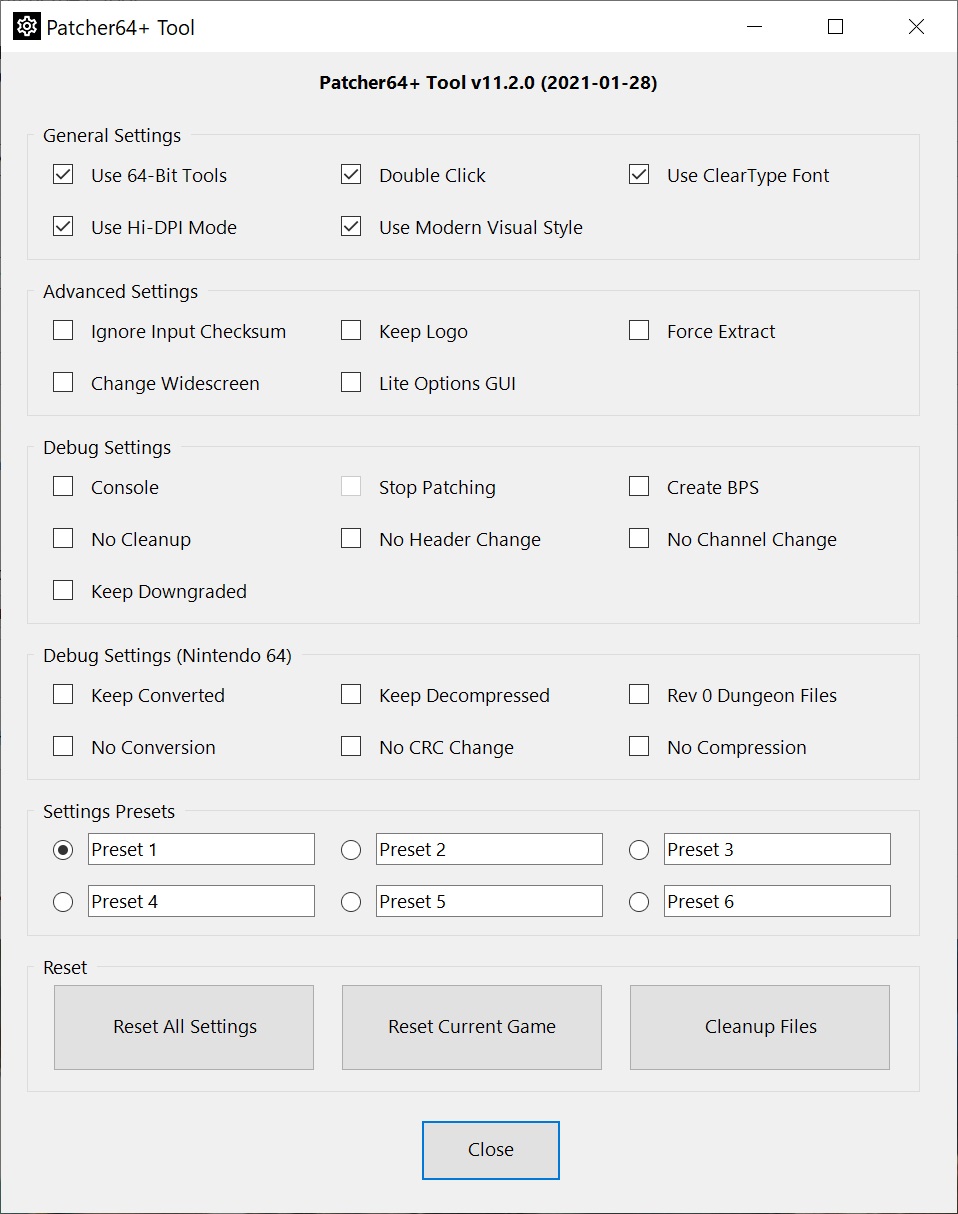 Patcher64+ Tool
Patcher64+ Tool v11.2.0 (2021-01-28)
General Settings
Use 64-Bit Tools Double Click Use ClearType Font
Use Hi-DPI Mode Use Modern Visual Style
Advanced Settings
Ignore Input Checksum Keep Logo Force Extract
Change Widescreen Lite Options GUI
Debug Settings
Console Stop Patching Create BPS
No Cleanup No Header Change No Channel Change
Keep Downgraded
Debug Settings (Nintendo 64)
Keep Converted Keep Decompressed Rev 0 Dungeon Files
No Conversion No CRC Change No Compression
Settings Presets
Preset 1 Preset 2 Preset 3
Preset 4 Preset 5 Preset 6
Reset
Reset All Settings Reset Current Game Cleanup Files
Close